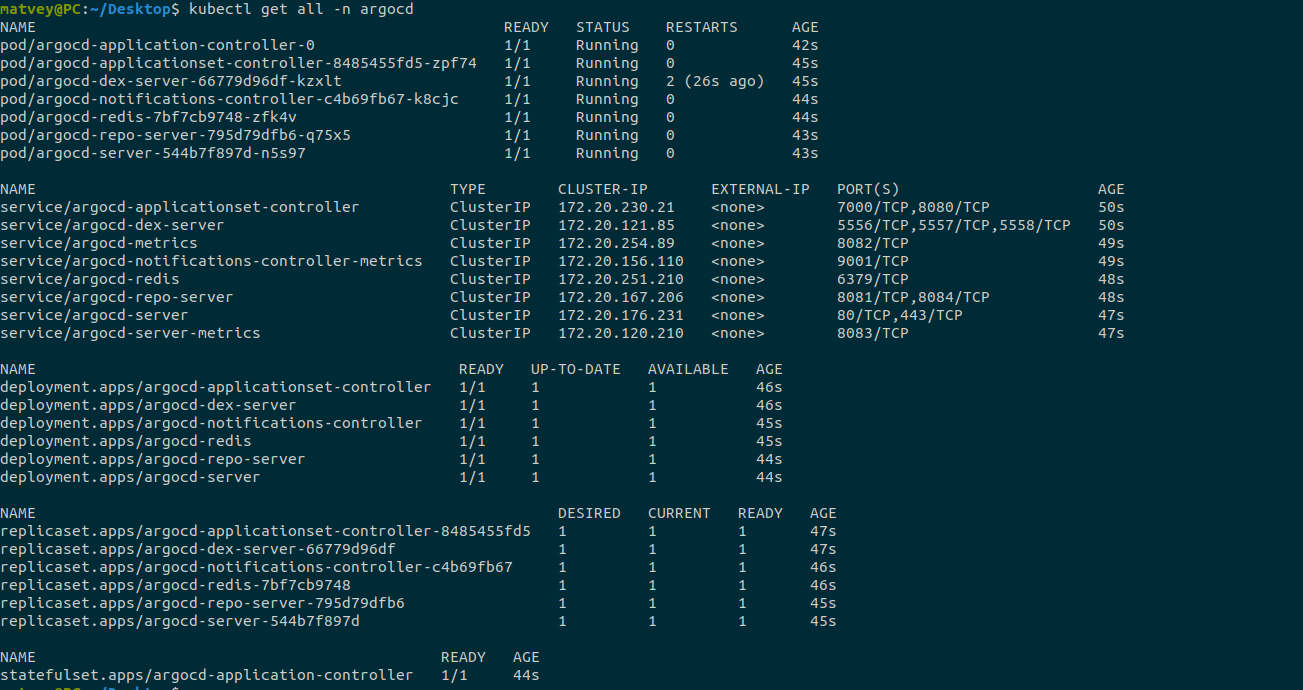 matvey@PC:~/Desktop$ kubectl get all -n argocd
NAME READY STATUS RESTARTS AGE
pod/argocd-application-controller-0 1/1 Running 0 42s
pod/argocd-applicationset-controller-8485455fd5-zpf74 1/1 Running 0 45s
pod/argocd-dex-server-66779d96df-kzxlt 1/1 Running 2 (26s ago) 45s
pod/argocd-notifications-controller-c4b69fb67-k8cjc 1/1 Running 0 44s
pod/argocd-redis-7bf7cb9748-zfk4v 1/1 Running 0 44s
pod/argocd-repo-server-795d79dfb6-q75x5 1/1 Running 0 43s
pod/argocd-server-544b7f897d-n5s97 1/1 Running 0 43s
NAME TYPE CLUSTER-IP EXTERNAL-IP PORT(S) AGE
service/argocd-applicationset-controller ClusterIP 172.20.230.21 <none> 7000/TCP,8080/TCP 50s
service/argocd-dex-server ClusterIP 172.20.121.85 <none> 5556/TCP,5557/TCP,5558/TCP 50s
service/argocd-metrics ClusterIP 172.20.254.89 <none> 8082/TCP 49s
service/argocd-notifications-controller-metrics ClusterIP 172.20.156.110 <none> 9001/TCP 49s
service/argocd-redis ClusterIP 172.20.251.210 <none> 6379/TCP 48s
service/argocd-repo-server ClusterIP 172.20.167.206 <none> 8081/TCP,8084/TCP 48s
service/argocd-server ClusterIP 172.20.176.231 <none> 80/TCP,443/TCP 47s
service/argocd-server-metrics ClusterIP 172.20.120.210 <none> 8083/TCP 47s
NAME READY UP-TO-DATE AVAILABLE AGE
deployment.apps/argocd-applicationset-controller 1/1 1 1 46s
deployment.apps/argocd-dex-server 1/1 1 1 46s
deployment.apps/argocd-notifications-controller 1/1 1 1 45s
deployment.apps/argocd-redis 1/1 1 1 45s
deployment.apps/argocd-repo-server 1/1 1 1 44s
deployment.apps/argocd-server 1/1 1 1 44s
NAME DESIRED CURRENT READY AGE
replicaset.apps/argocd-applicationset-controller-8485455fd5 1 1 1 47s
replicaset.apps/argocd-dex-server-66779d96df 1 1 1 47s
replicaset.apps/argocd-notifications-controller-c4b69fb67 1 1 1 46s
replicaset.apps/argocd-redis-7bf7cb9748 1 1 1 46s
replicaset.apps/argocd-repo-server-795d79dfb6 1 1 1 45s
replicaset.apps/argocd-server-544b7f897d 1 1 1 45s
NAME READY AGE
statefulset.apps/argocd-application-controller 1/1 44s